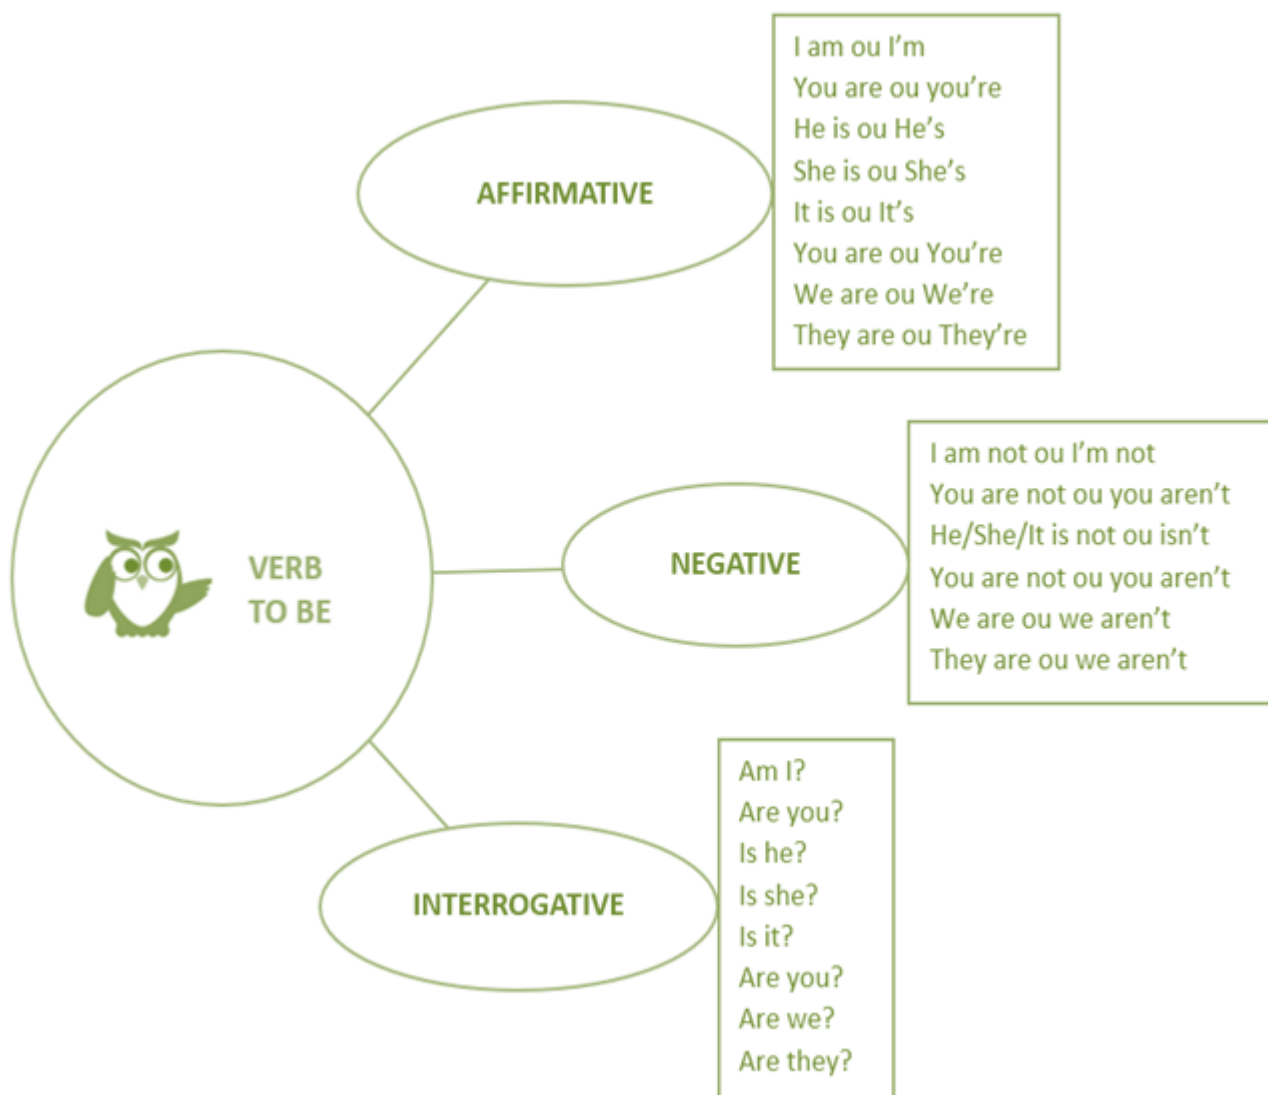 AFFIRMATIVE
I am ou I'm
You are ou you're
He is ou He's
She is ou She's
It is ou It's
You are ou You're
We are ou We're
They are ou They're
VERB
TO BE
NEGATIVE
I am not ou I'm not
You are not ou you aren't
He/She/It is not ou isn't
You are not ou you aren't
We are ou we aren't
They are ou we aren't
INTERROGATIVE
Am I?
Are you?
Is he?
Is she?
Is it?
Are you?
Are we?
Are they?